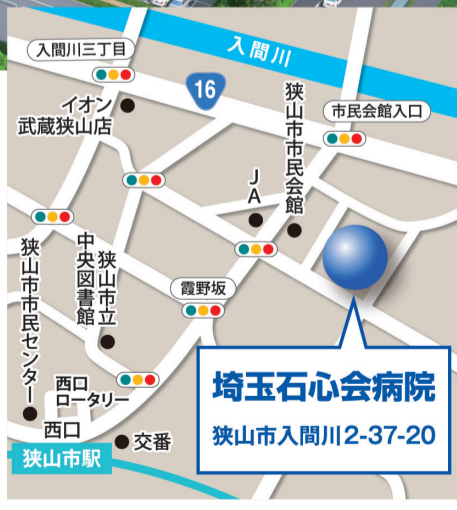 入間川三丁目
入間川
16
イオン
武蔵狭山店
狭山市市民会館
市民会館入口
JA
狭山市市民センター
狭山市立
中央図書館
霞野坂
西口
ロータリー
西口
交番
狭山市駅
埼玉石心会病院
狭山市入間川2-37-20